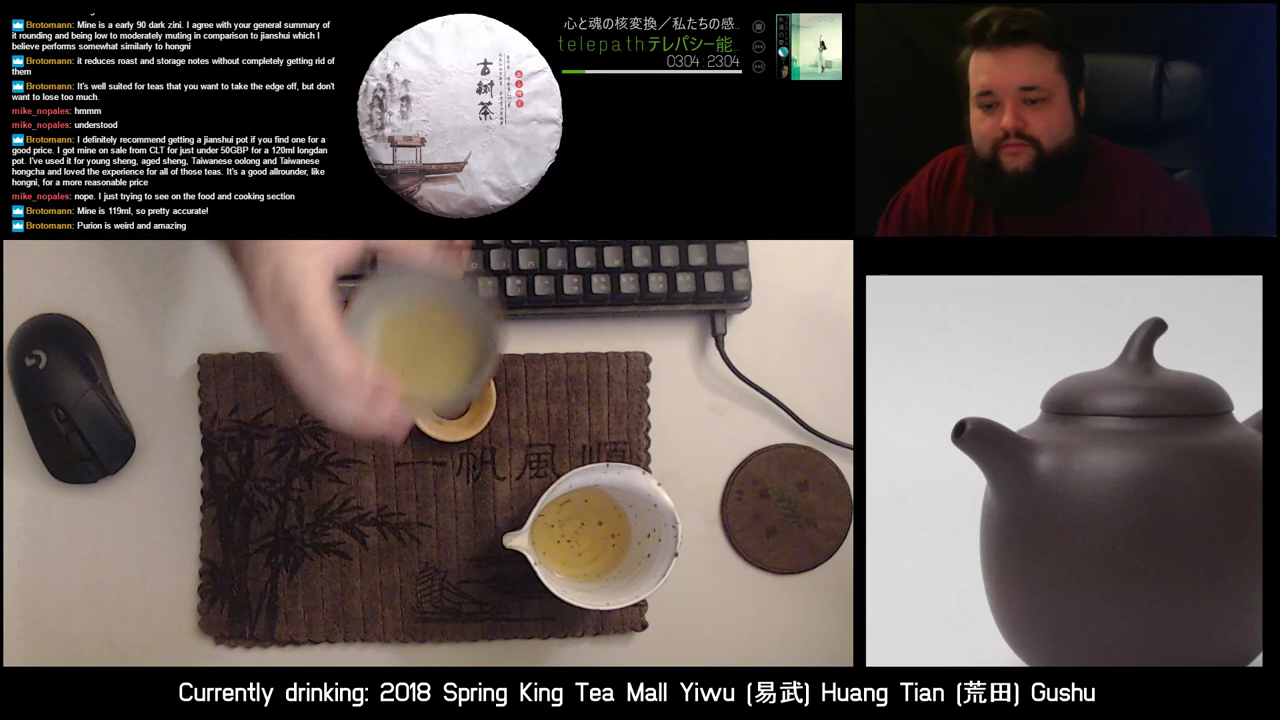 Brotomann: Mine is a early 90 dark zini. I agree with your general summary of
it rounding and being low to moderately muting in comparison to jianshui which I
believe performs somewhat similarly to hongni
Brotomann: it reduces roast and storage notes without completely getting rid of
them
Brotomann: It's well suited for teas that you want to take the edge off, but don't
want to lose too much.
mike_nopales: hmmm
mike_nopales: understood
Brotomann: I definitely recommend getting a jianshui pot if you find one for a
good price. I got mine on sale from CLT for just under 50GBP for a 120ml longdan
pot. I've used it for young sheng, aged sheng, Taiwanese oolong and Taiwanese
hongcha and loved the experience for all of those teas. It's a good allrounder, like
hongni, for a more reasonable price
mike_nopales: nope. I just trying to see on the food and cooking section
Brotomann: Mine is 119ml, so pretty accurate!
Brotomann: Purion is weird and amazing
古树茶
心と魂の核変換／私たちの感...
telepathテレパシー能...
03:04 : 23:04
一帆風順
Currently drinking: 2018 Spring King Tea Mall Yiwu (易武) Huang Tian (荒田) Gushu